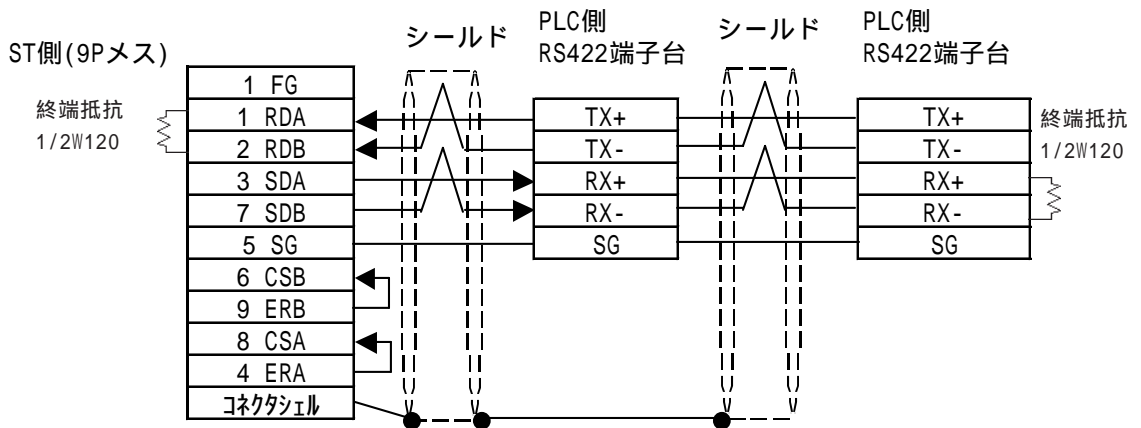 ST側(9Pメス)
シールド
PLC側
RS422端子台
シールド
PLC側
RS422端子台
終端抵抗
1/2W120
1 FG
1 RDA
2 RDB
3 SDA
7 SDB
5 SG
6 CSB
9 ERB
8 CSA
4 ERA
コネクタシェル
TX+
TX-
RX+
RX-
SG
TX+
TX-
RX+
RX-
SG
終端抵抗
1/2W120